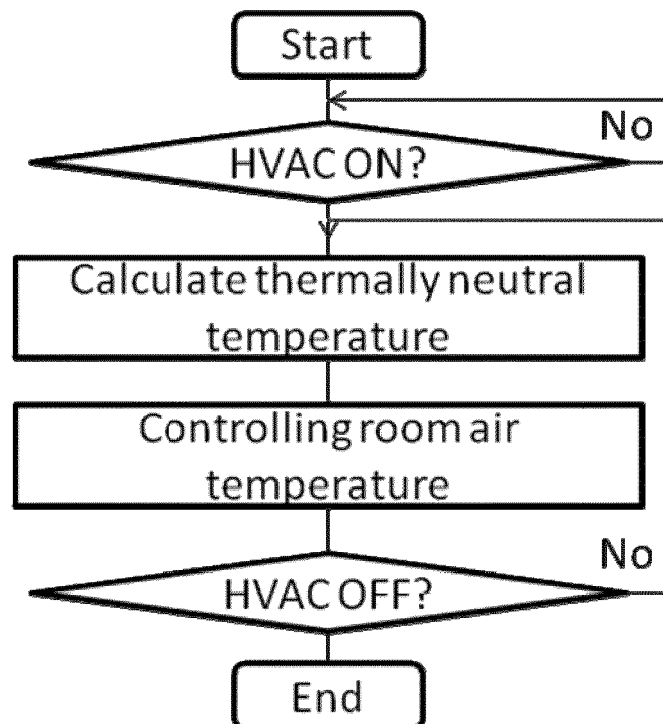 Start
No
HVAC ON?
Calculate thermally neutral
temperature
Controlling room air
temperature
No
HVAC OFF?
End